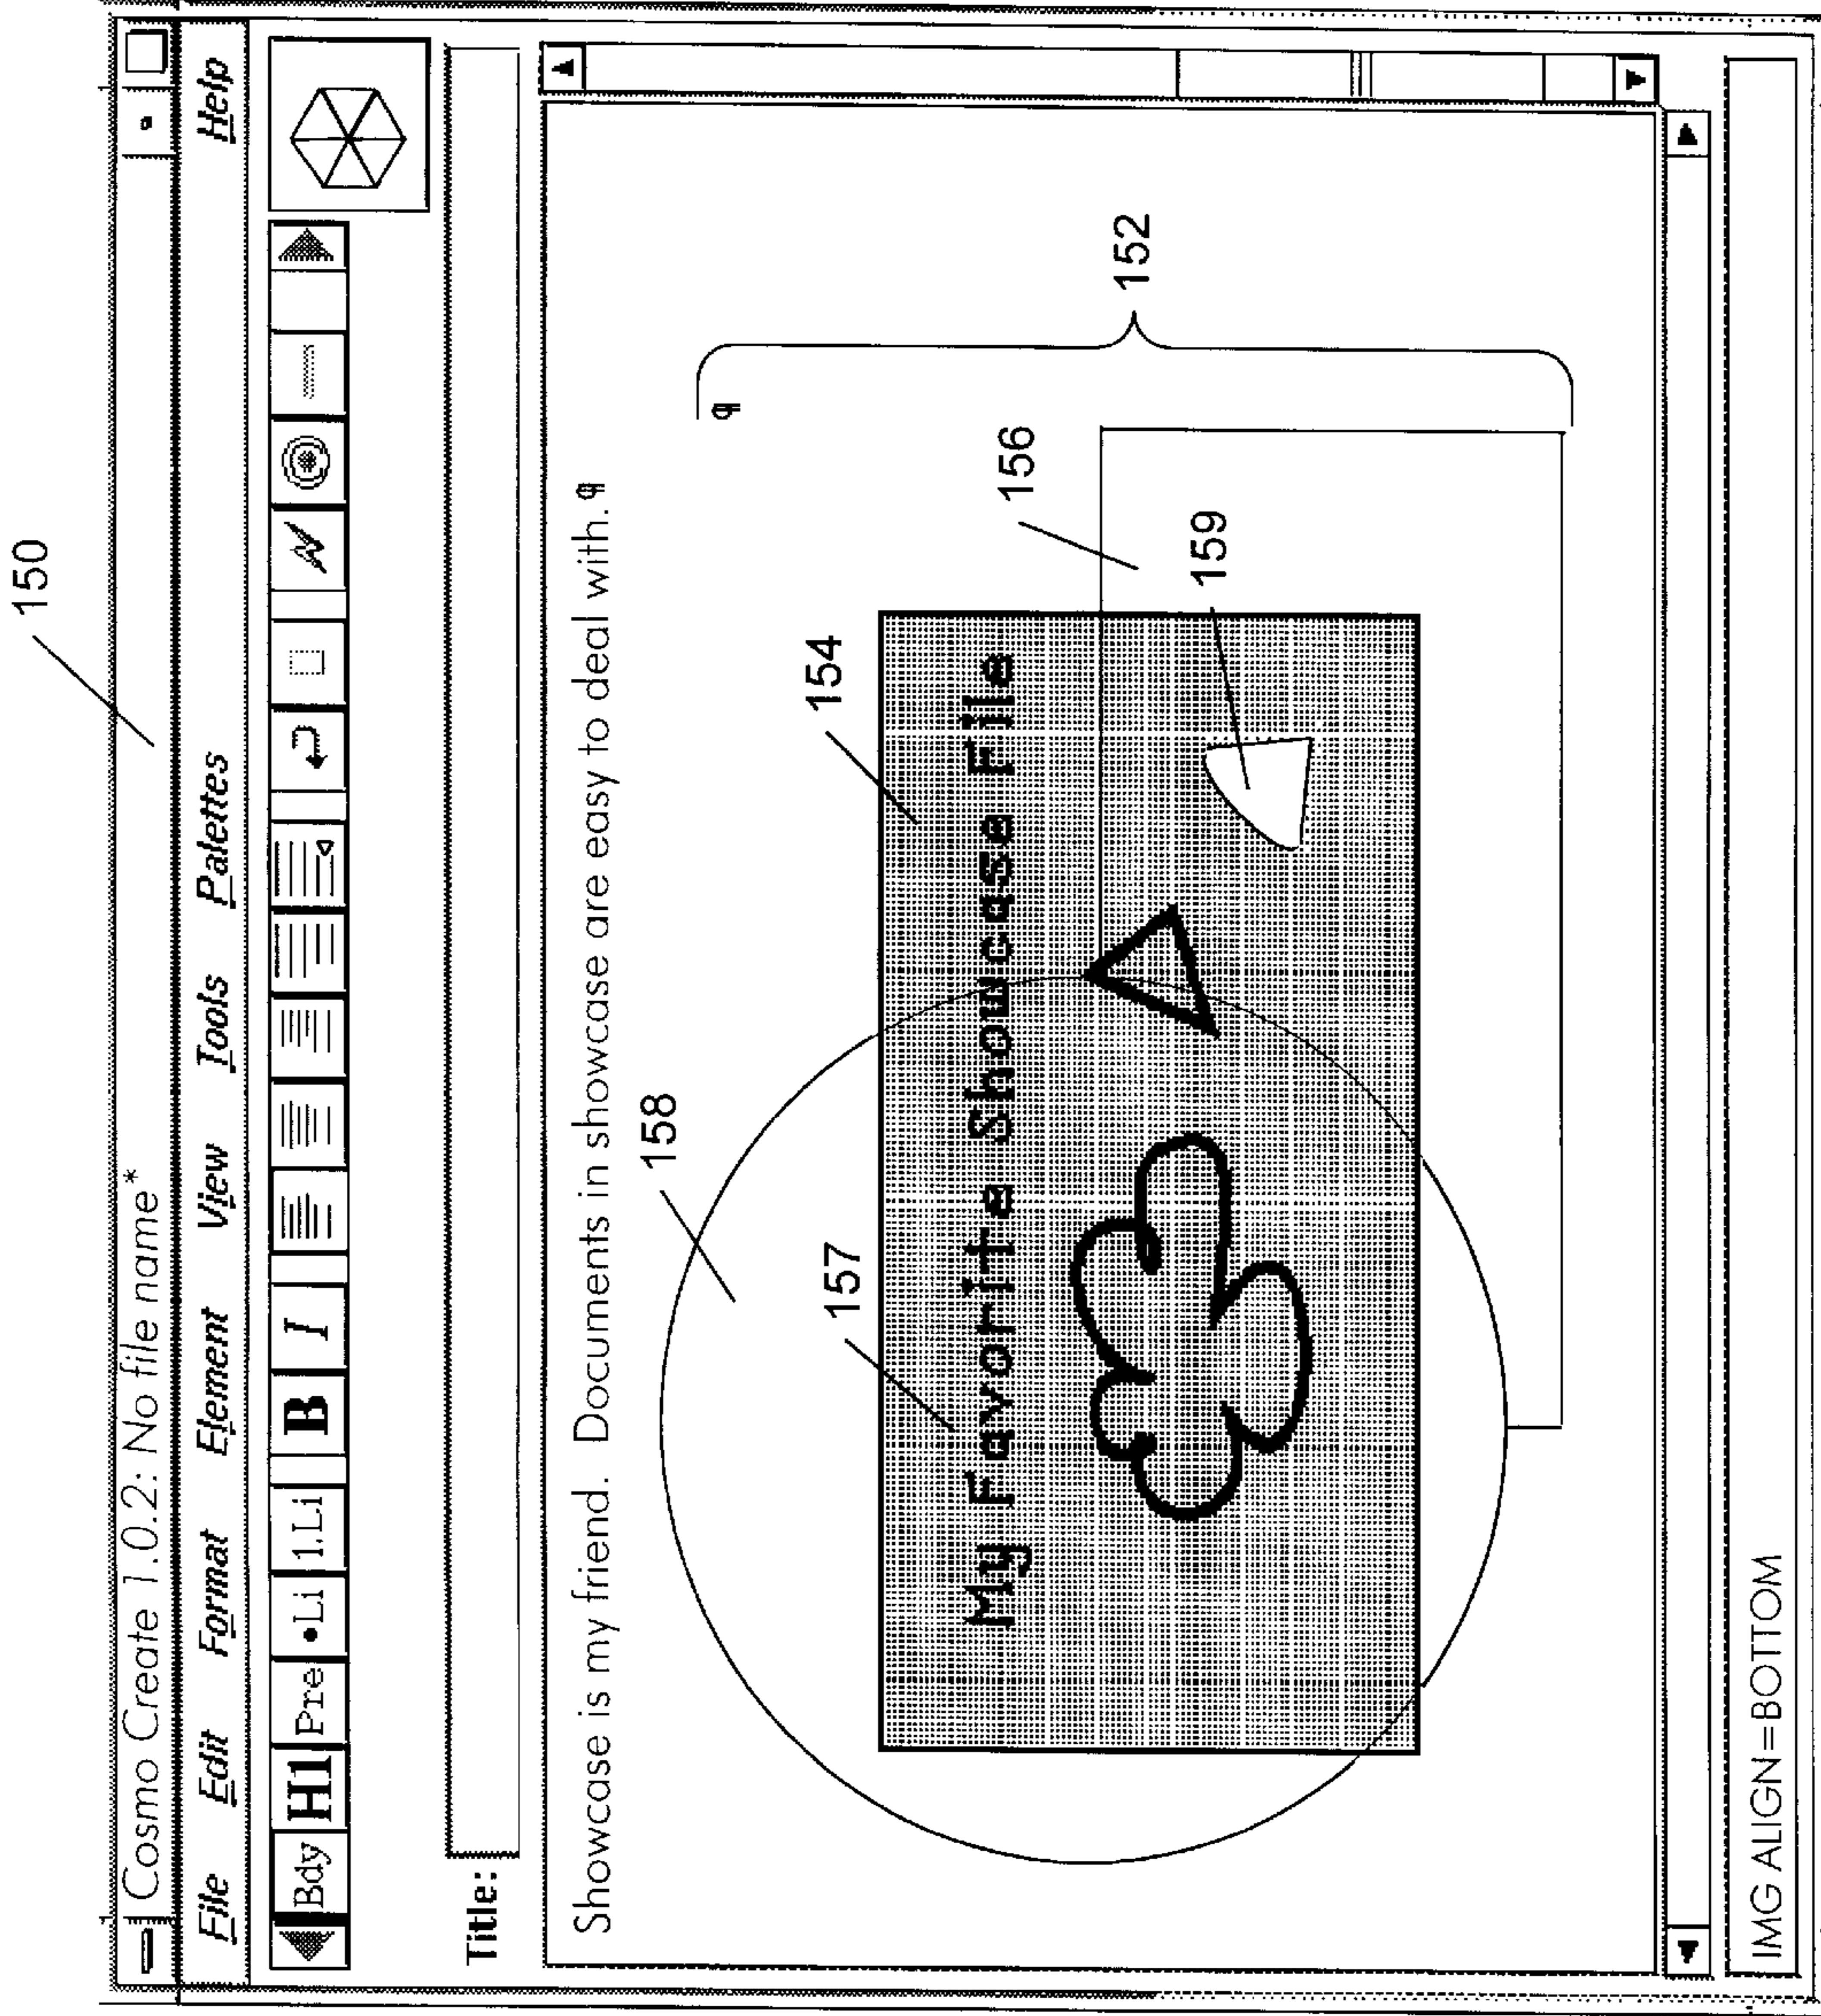 150
Cosmo Create 1.0.2: No file name*
File Edit Format Element View Tools Palettes Help
Bdy H1 Pre •Li 1.Li B I
Title:
Showcase is my friend. Documents in showcase are easy to deal with.¶
¶
158
154
157
156
152
159
My Favorite Showcase File
IMG ALIGN=BOTTOM